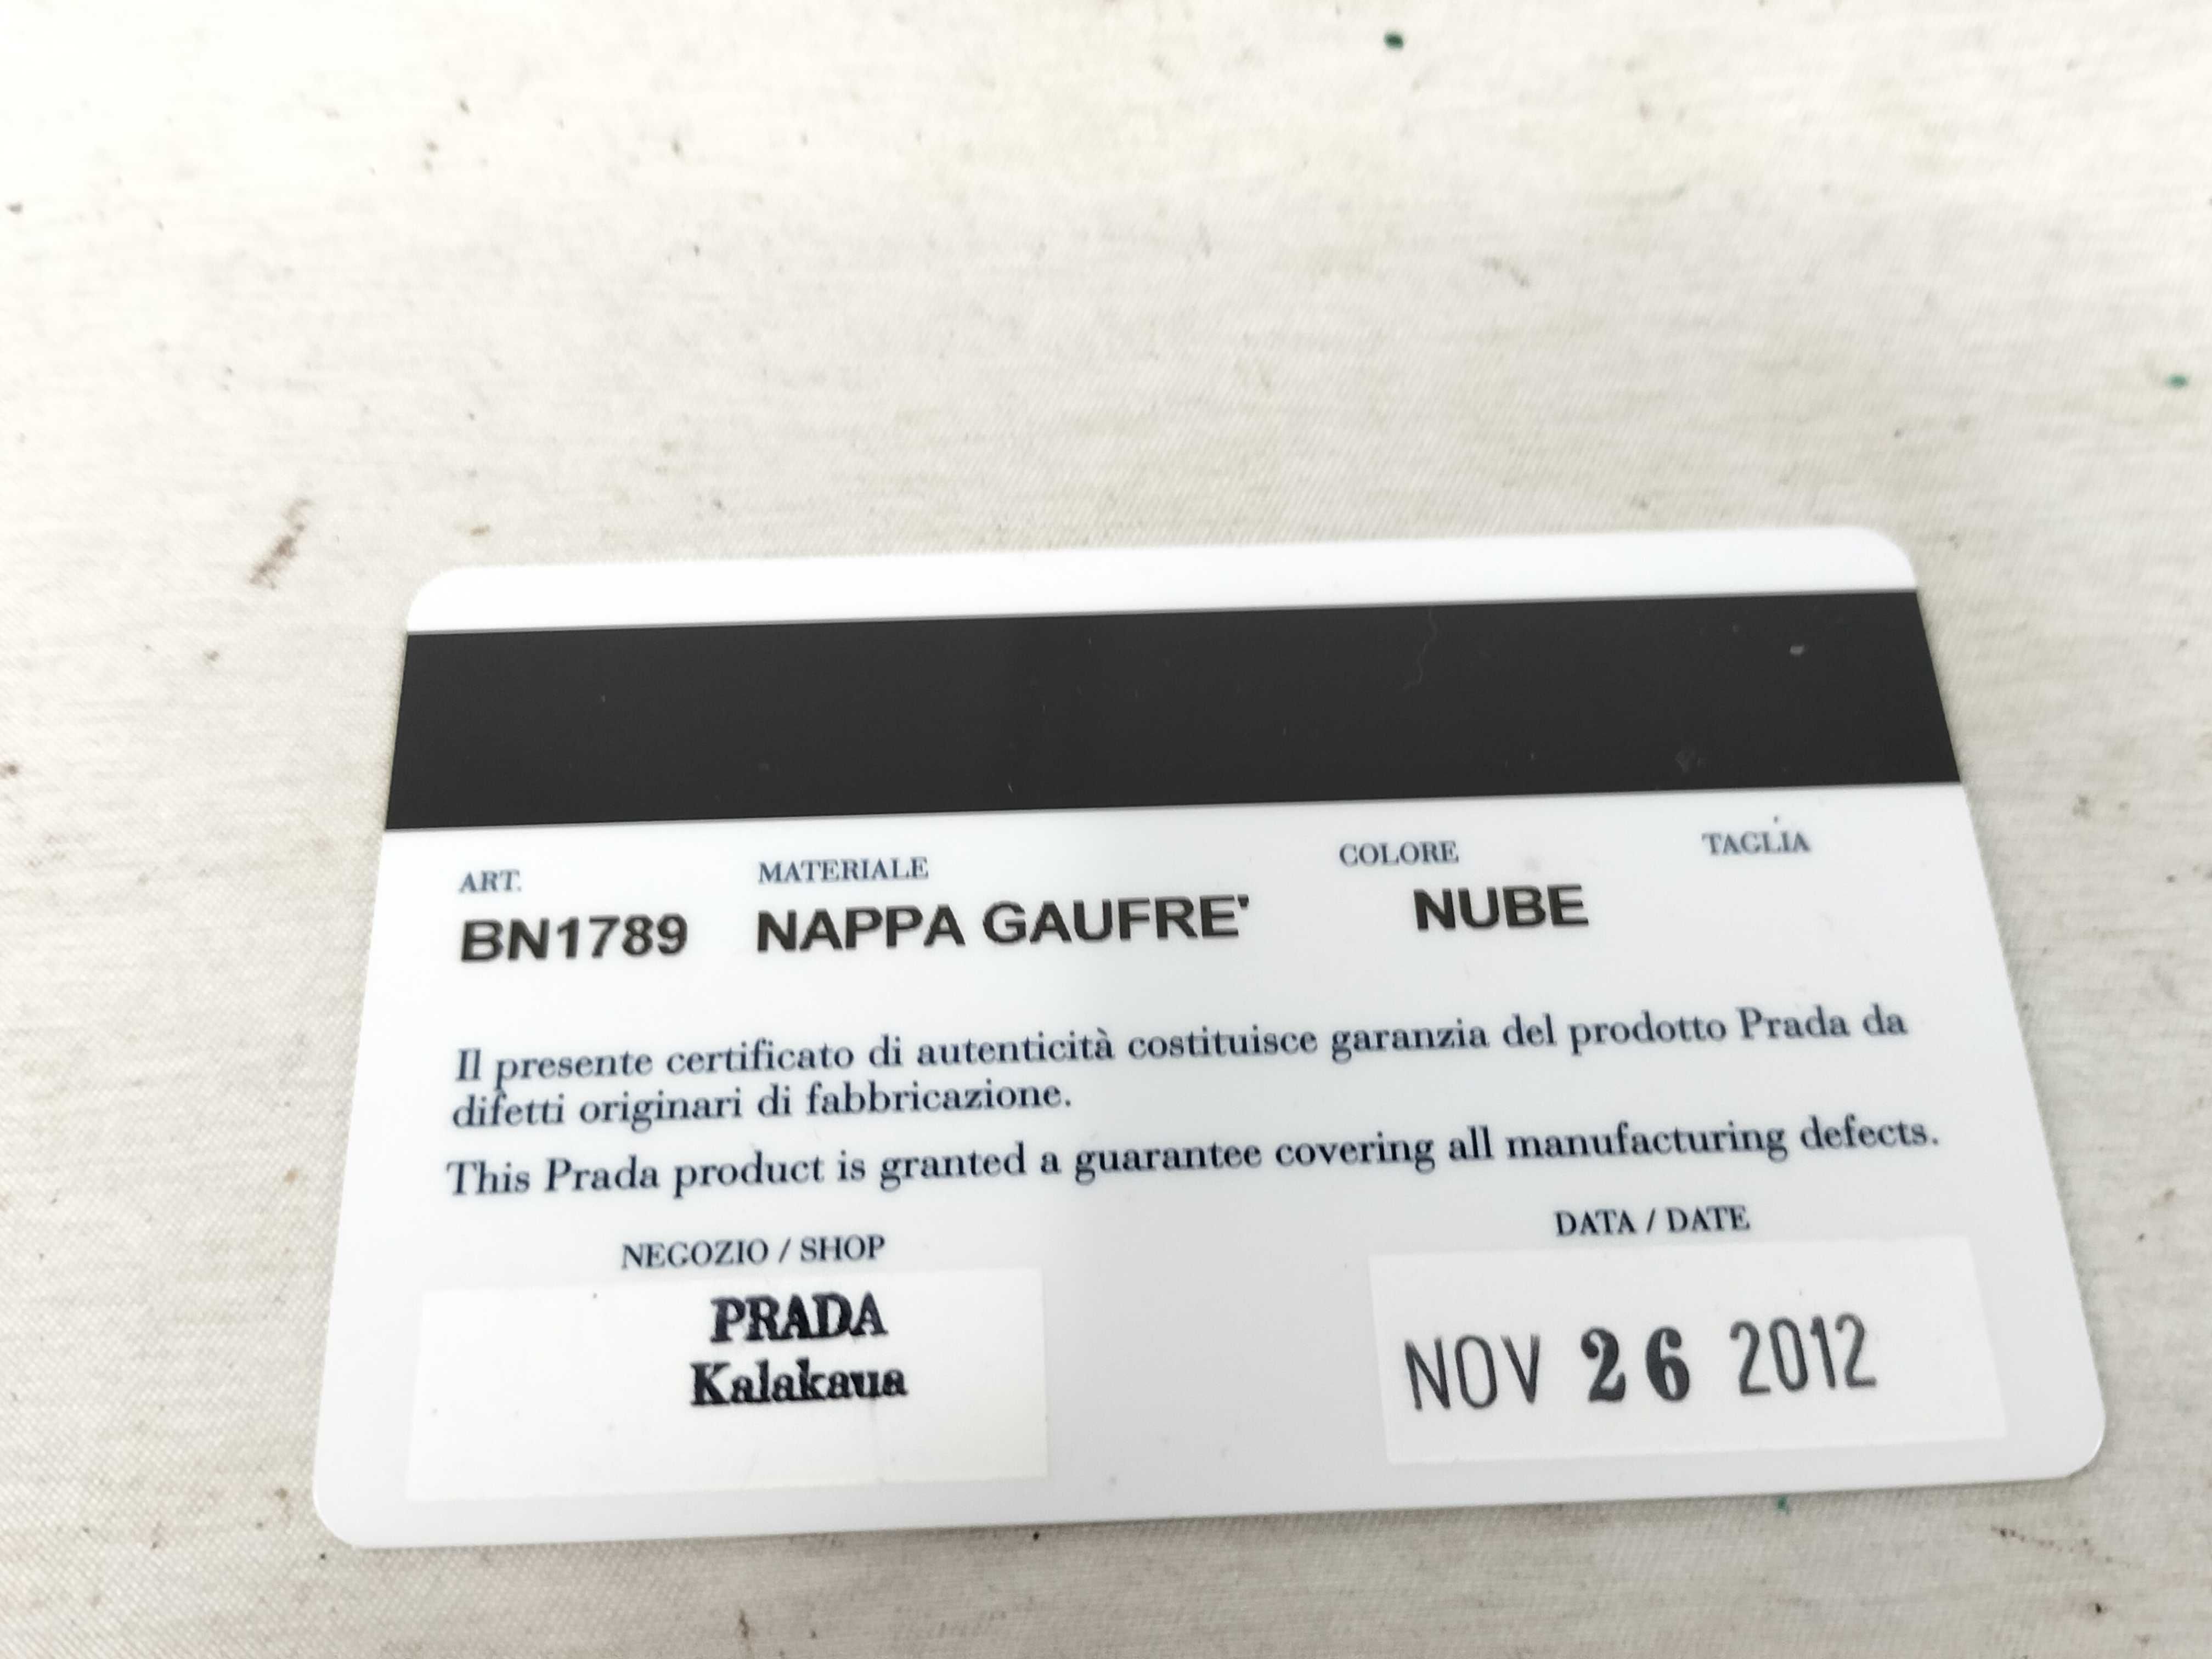 ART. MATERIALE COLORE TAGLIA
BN1789 NAPPA GAUFRE' NUBE
Il presente certificato di autenticità costituisce garanzia del prodotto Prada da
difetti originari di fabbricazione.
This Prada product is granted a guarantee covering all manufacturing defects.
NEGOZIO / SHOP DATA / DATE
PRADA
Kalakaua
NOV 26 2012